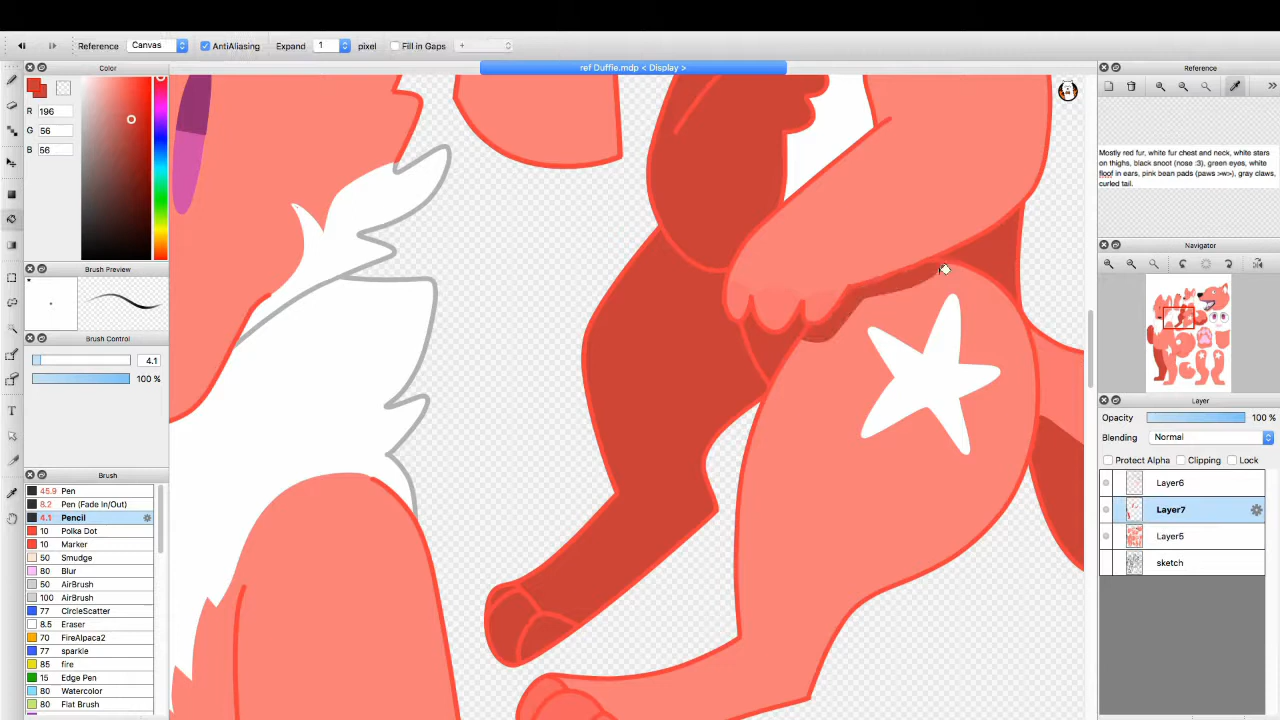 Reference Canvas AntiAliasing Expand 1 pixel Fill in Gaps +
ref Duffie.mdp < Display >
Color
R 196
G 56
B 56
Brush Preview
Brush Control
4.1
100 %
T
Brush
45.9 Pen
8.2 Pen (Fade In/Out)
4.1 Pencil
10 Polka Dot
10 Marker
50 Smudge
80 Blur
50 AirBrush
100 AirBrush
77 CircleScatter
8.5 Eraser
70 FireAlpaca2
77 sparkle
85 fire
15 Edge Pen
80 Watercolor
80 Flat Brush
Reference
Mostly red fur, white fur chest and neck, white stars
on thighs, black snoot (nose :3), green eyes, white
floof in ears, pink bean pads (paws >w>), gray claws,
curled tail.
Navigator
Layer
Opacity 100 %
Blending Normal
Protect Alpha Clipping Lock
Layer6
Layer7
Layer5
sketch